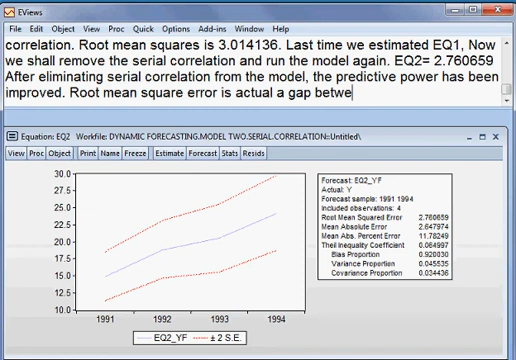 EViews
File Edit Object View Proc Quick Options Add-ins Window Help
correlation. Root mean squares is 3.014136. Last time we estimated EQ1, Now
we shall remove the serial correlation and run the model again. EQ2= 2.760659
After eliminating serial correlation from the model, the predictive power has been
improved. Root mean square error is actual a gap betwe
Equation: EQ2 Workfile: DYNAMIC FORECASTING.MODEL TWO.SERIAL.CORRELATION::Untitled\
View Proc Object Print Name Freeze Estimate Forecast Stats Resids
30.0
27.5
25.0
22.5
20.0
17.5
15.0
12.5
10.0
1991 1992 1993 1994
EQ2_YF ± 2 S.E.
Forecast: EQ2_YF
Actual: Y
Forecast sample: 1991 1994
Included observations: 4
Root Mean Squared Error 2.760659
Mean Absolute Error 2.647974
Mean Abs. Percent Error 11.78249
Theil Inequality Coefficient 0.064997
Bias Proportion 0.920030
Variance Proportion 0.045535
Covariance Proportion 0.034436